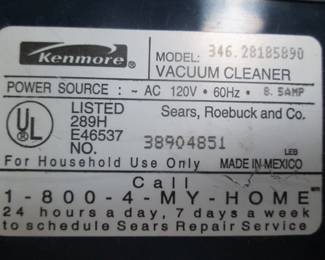 Kenmore®
MODEL: 346.28185890
VACUUM CLEANER
POWER SOURCE : ~ AC 120V • 60Hz • 8.5AMP
UL ®
LISTED
289H
E46537
NO. 38904851
Sears, Roebuck and Co.
LEB
For Household Use Only MADE IN MEXICO
Call
1-800-4-MY-HOME
24 hours a day, 7 days a week
to schedule Sears Repair Service